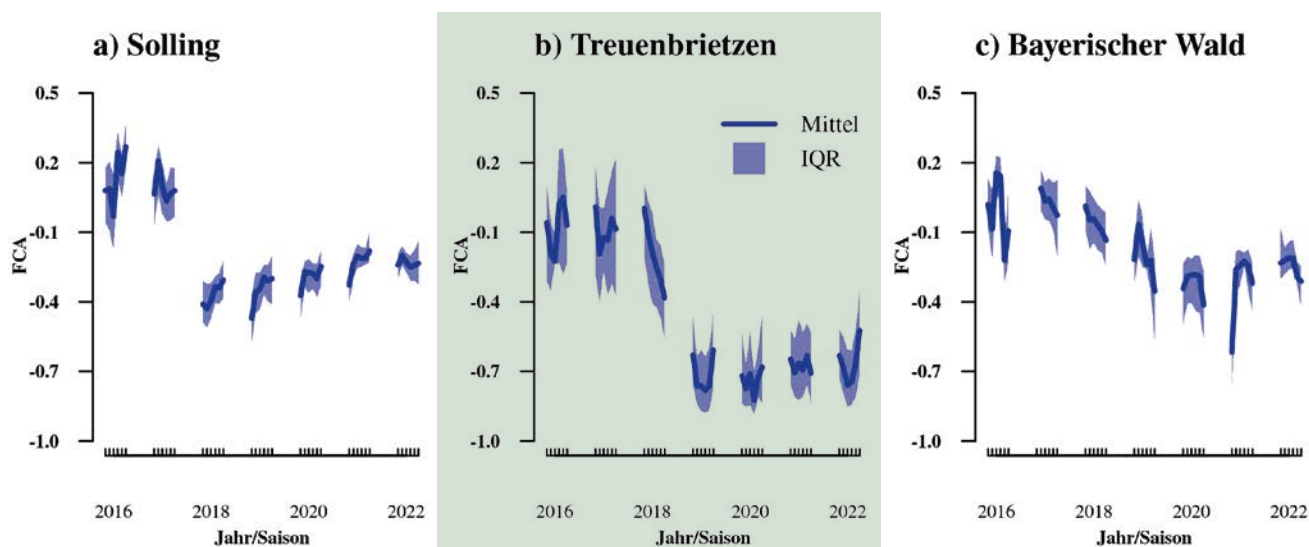 a) Solling
0.5
0.2
-0.1
-0.4
-0.7
-1.0
FCA
2016
2018
2020
2022
Jahr/Saison
b) Treuenbrietzen
0.5
0.2
-0.1
-0.4
-0.7
-1.0
FCA
Mittel
IQR
2016
2018
2020
2022
Jahr/Saison
c) Bayerischer Wald
0.5
0.2
-0.1
-0.4
-0.7
-1.0
FCA
2016
2018
2020
2022
Jahr/Saison